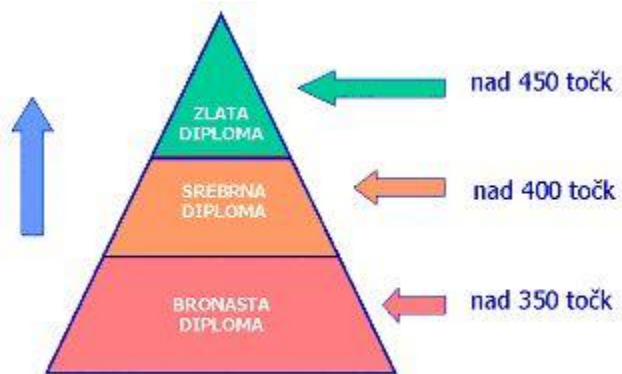 ZLATA
DIPLOMA
nad 450 točk
SREBRNA
DIPLOMA
nad 400 točk
BRONASTA
DIPLOMA
nad 350 točk